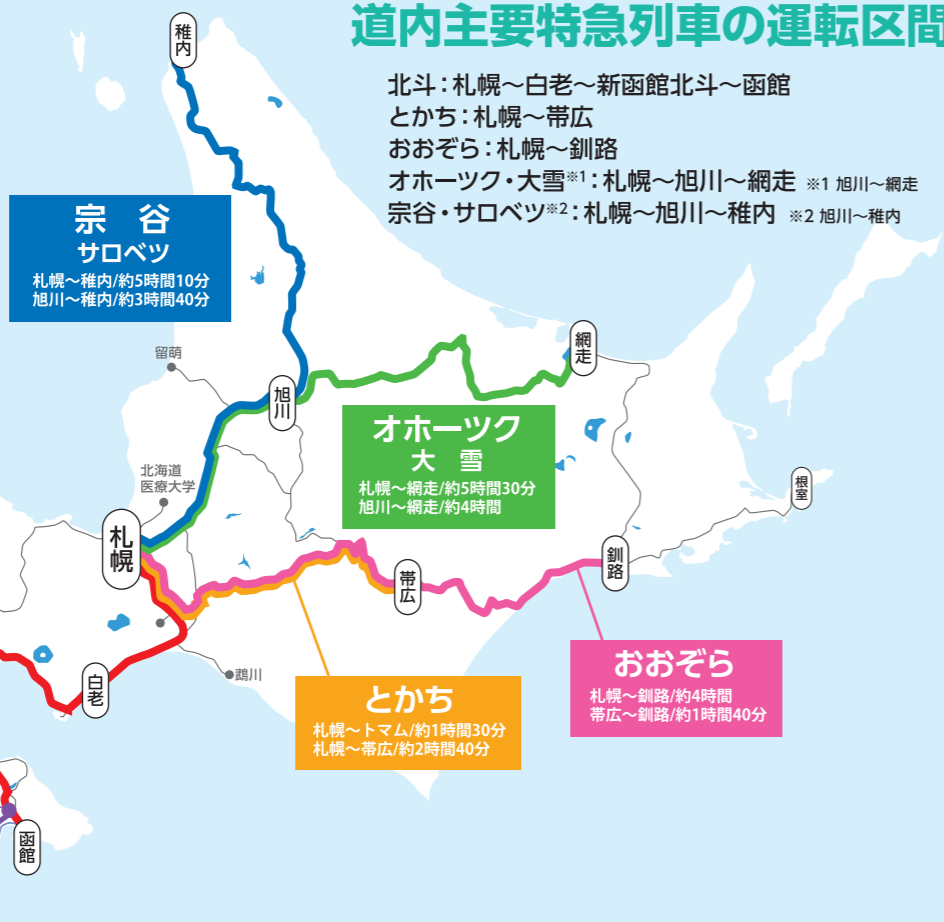 道内主要特急列車の運転区間
北斗：札幌～白老～新函館北斗～函館
とかち：札幌～帯広
おおぞら：札幌～釧路
オホーツク・大雪※1：札幌～旭川～網走 ※1 旭川～網走
宗谷・サロベツ※2：札幌～旭川～稚内 ※2 旭川～稚内
稚内
宗 谷
サロベツ
札幌～稚内/約5時間10分
旭川～稚内/約3時間40分
留萌
旭川
網走
オホーツク
大 雪
札幌～網走/約5時間30分
旭川～網走/約4時間
北海道
医療大学
札幌
根室
釧路
帯広
おおぞら
札幌～釧路/約4時間
帯広～釧路/約1時間40分
白老
鵡川
とかち
札幌～トマム/約1時間30分
札幌～帯広/約2時間40分
函館